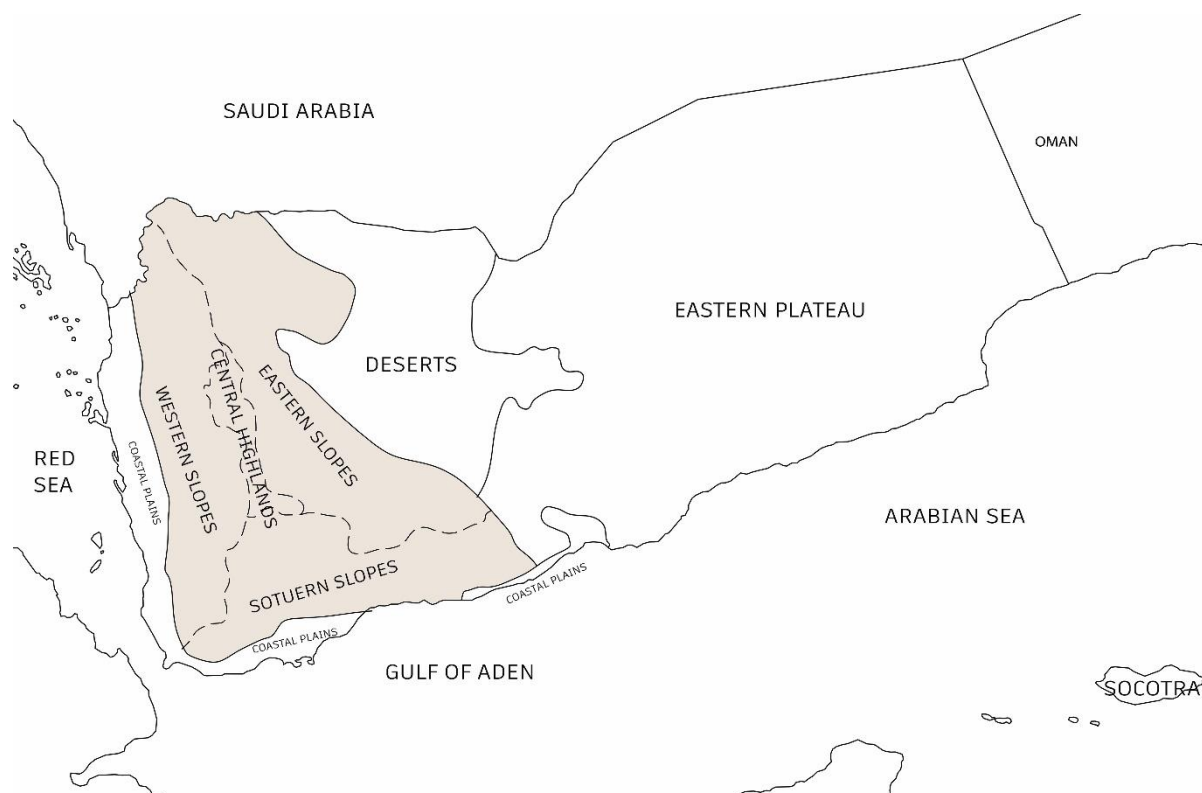 SAUDI ARABIA
OMAN
EASTERN PLATEAU
DESERTS
CENTRAL HIGHLANDS
EASTERN SLOPES
WESTERN SLOPES
COASTAL PLAINS
RED
SEA
ARABIAN SEA
SOTUERN SLOPES
COASTAL PLAINS
COASTAL PLAINS
GULF OF ADEN
SOCOTRA